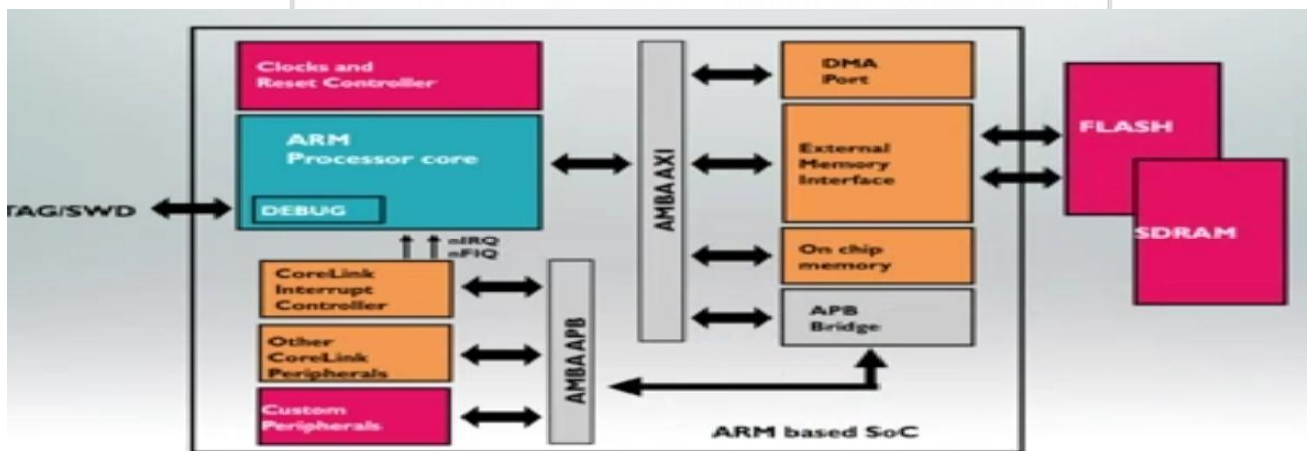 Clocks and
Reset Controller
ARM
Processor core
DEBUG
TAG/SWD
nIRQ
nFIQ
CoreLink
Interrupt
Controller
Other
CoreLink
Peripherals
Custom
Peripherals
AMBA APB
AMBA AXI
DMA
Port
External
Memory
Interface
On chip
memory
APB
Bridge
FLASH
SDRAM
ARM based SoC